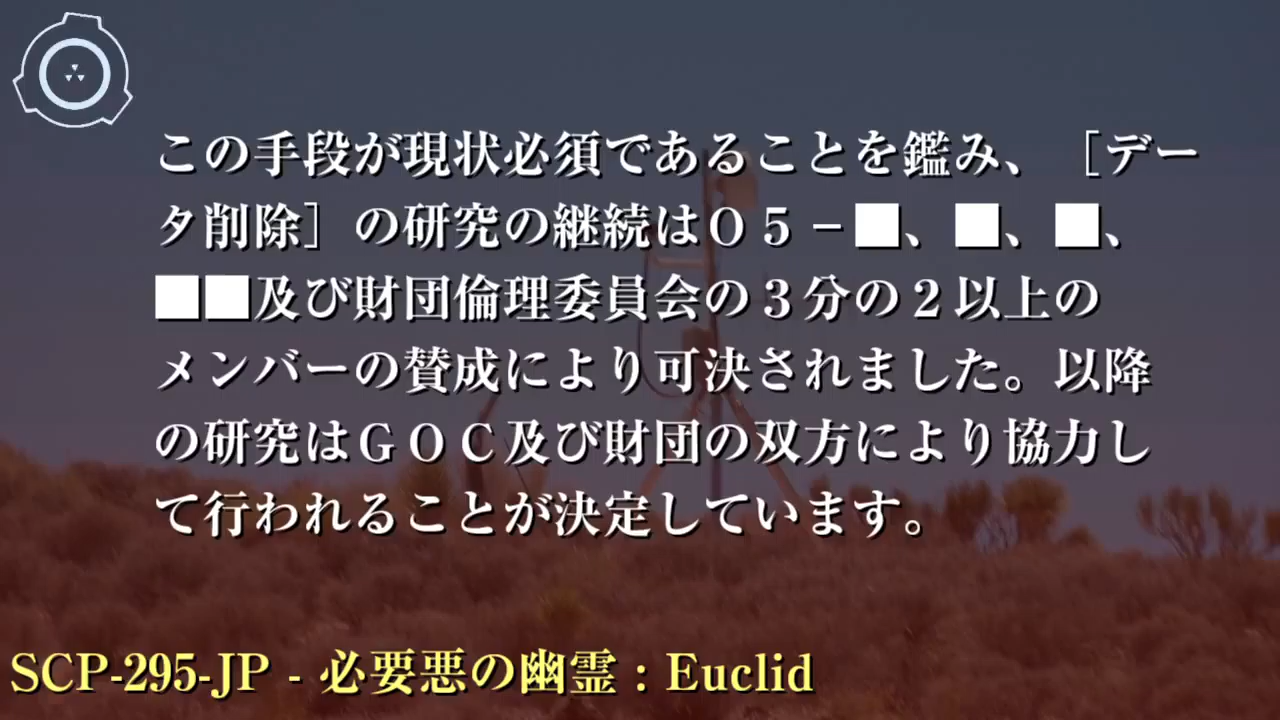 この手段が現状必須であることを鑑み、［デー
タ削除］の研究の継続はＯ５－■、■、■、
■■及び財団倫理委員会の３分の２以上の
メンバーの賛成により可決されました。以降
の研究はＧＯＣ及び財団の双方により協力し
て行われることが決定しています。
SCP-295-JP - 必要悪の幽霊：Euclid